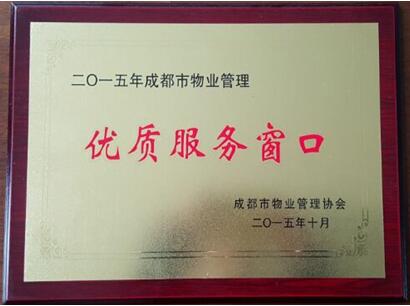 二〇一五年成都市物业管理
优质服务窗口
成都市物业管理协会
二〇一五年十月